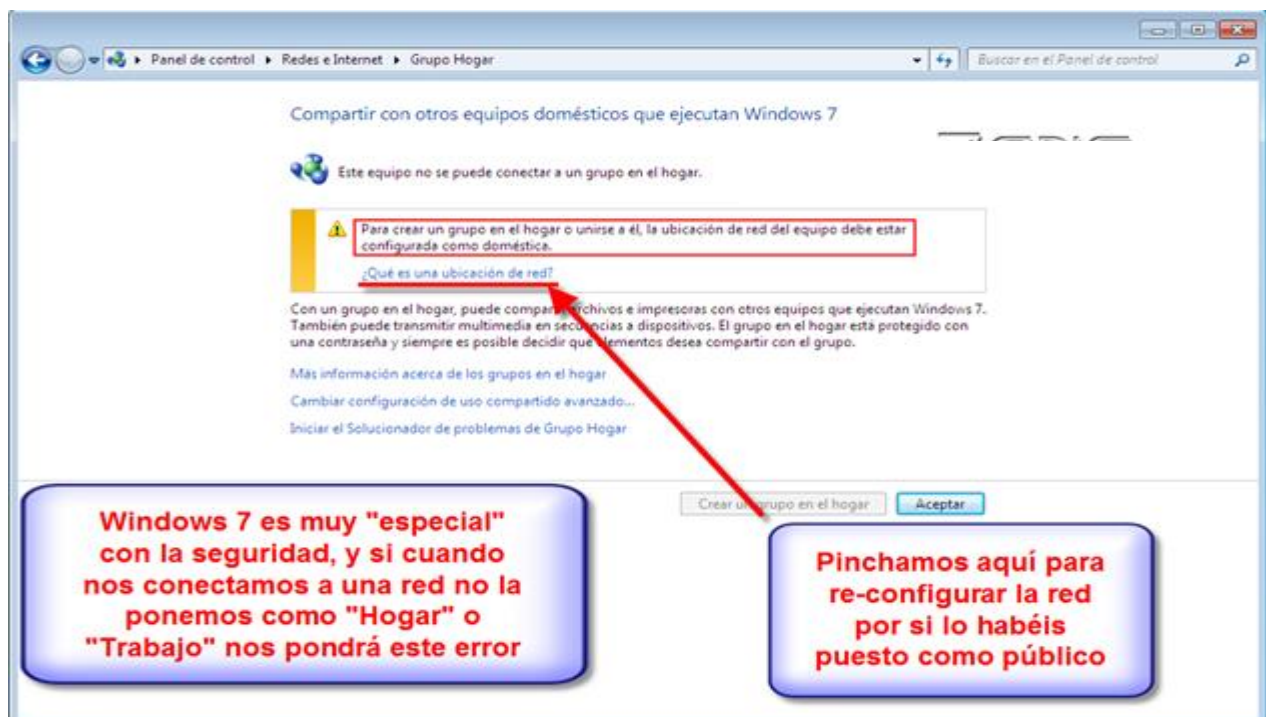 Panel de control ▸ Redes e Internet ▸ Grupo Hogar
Buscar en el Panel de control
Compartir con otros equipos domésticos que ejecutan Windows 7
Este equipo no se puede conectar a un grupo en el hogar.
Para crear un grupo en el hogar o unirse a él, la ubicación de red del equipo debe estar
configurada como doméstica.
¿Qué es una ubicación de red?
Con un grupo en el hogar, puede compartir archivos e impresoras con otros equipos que ejecutan Windows 7.
También puede transmitir multimedia en secuencias a dispositivos. El grupo en el hogar está protegido con
una contraseña y siempre es posible decidir qué elementos desea compartir con el grupo.
Más información acerca de los grupos en el hogar
Cambiar configuración de uso compartido avanzado...
Iniciar el Solucionador de problemas de Grupo Hogar
Crear un grupo en el hogar
Aceptar
Windows 7 es muy "especial"
con la seguridad, y si cuando
nos conectamos a una red no la
ponemos como "Hogar" o
"Trabajo" nos pondrá este error
Pinchamos aquí para
re-configurar la red
por si lo habéis
puesto como público